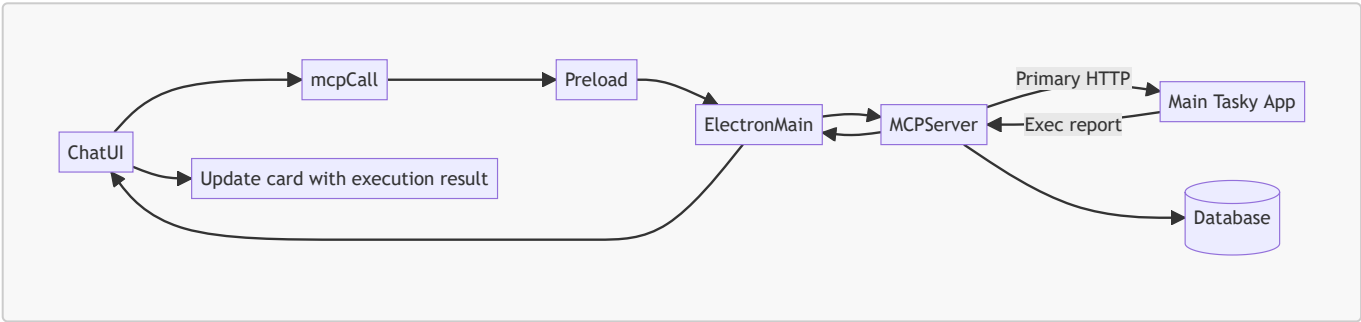 mcpCall
Preload
Primary HTTP
Main Tasky App
ElectronMain
MCPServer
Exec report
ChatUI
Update card with execution result
Database